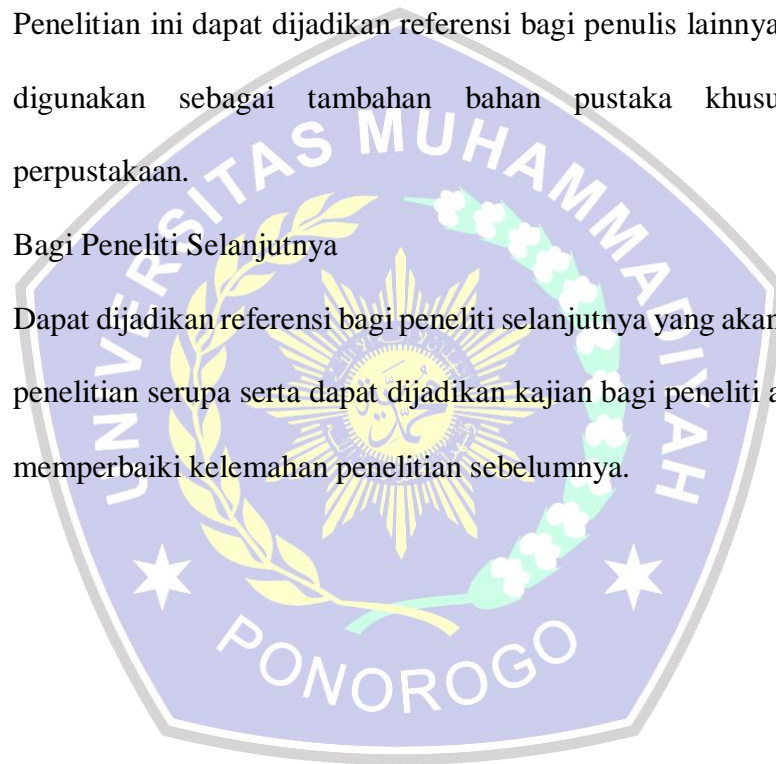 Penelitian ini dapat dijadikan referensi bagi penulis lainnya
digunakan sebagai tambahan bahan pustaka khusu
perpustakaan.
Bagi Peneliti Selanjutnya
Dapat dijadikan referensi bagi peneliti selanjutnya yang akan
penelitian serupa serta dapat dijadikan kajian bagi peneliti a
memperbaiki kelemahan penelitian sebelumnya.
UNIVERSITAS MUHAMMADIYAH
PONOROGO
محمد